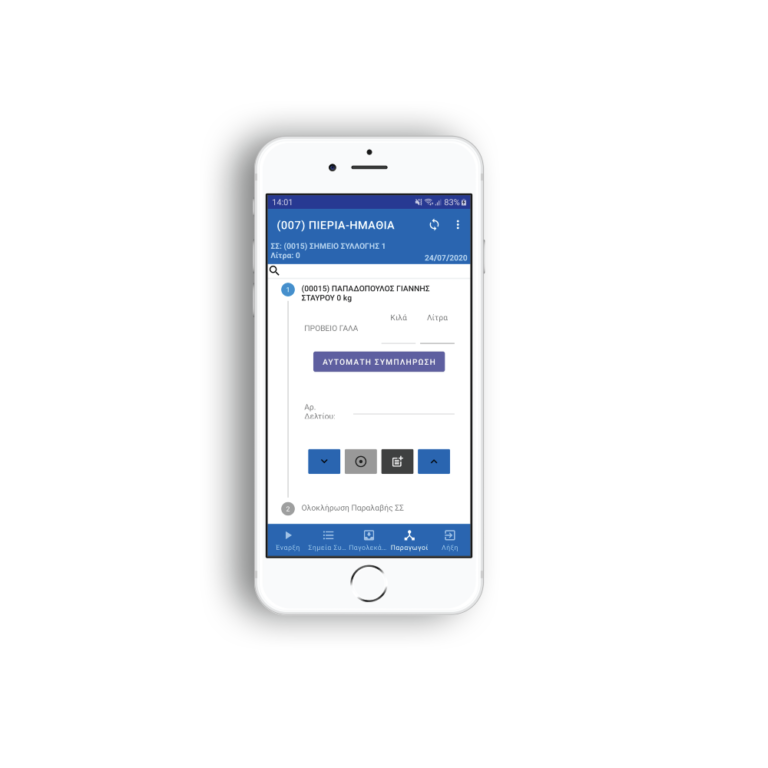 14:01 83%
(007) ΠΙΕΡΙΑ-ΗΜΑΘΙΑ
ΣΣ: (0015) ΣΗΜΕΙΟ ΣΥΛΛΟΓΗΣ 1
Λίτρα: 0 24/07/2020
1 (00015) ΠΑΠΑΔΟΠΟΥΛΟΣ ΓΙΑΝΝΗΣ
ΣΤΑΥΡΟΥ 0 kg
Κιλά Λίτρα
ΠΡΟΒΕΙΟ ΓΑΛΑ
ΑΥΤΟΜΑΤΗ ΣΥΜΠΛΗΡΩΣΗ
Αρ.
Δελτίου:
2 Ολοκλήρωση Παραλαβής ΣΣ
Έναρξη Σημεία Συ... Παγολεκά... Παραγωγοί Λήξη